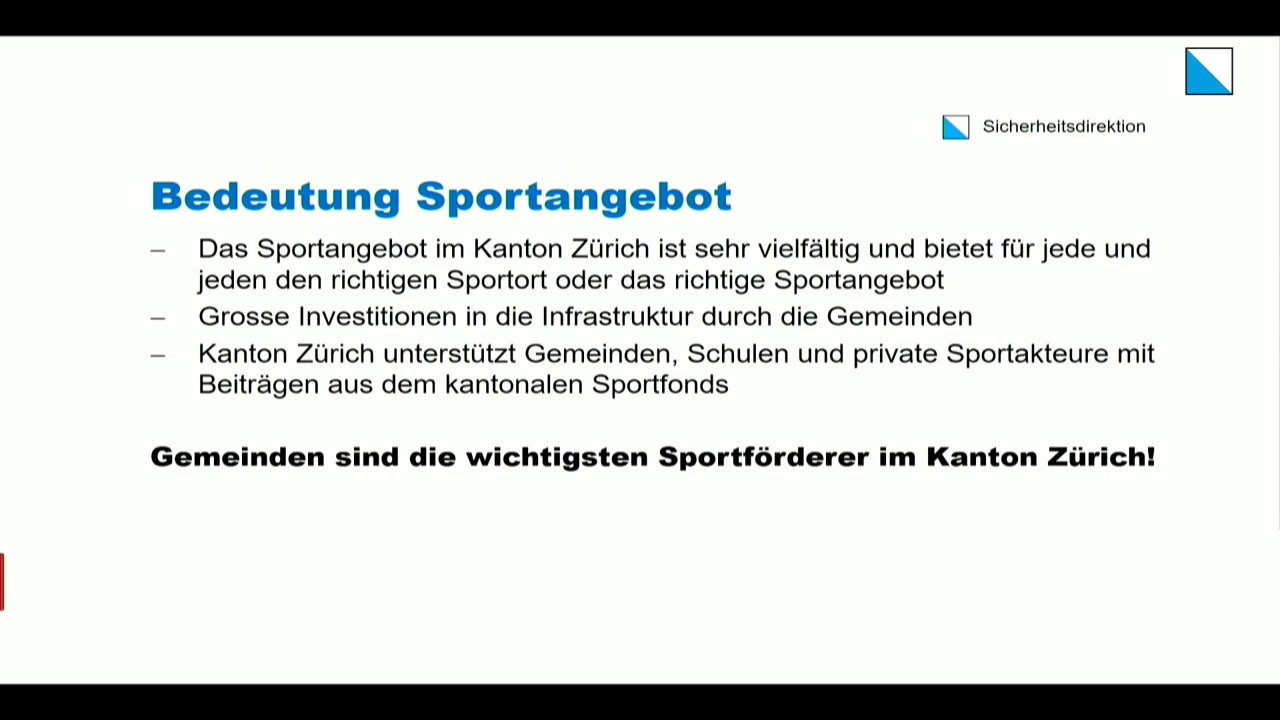 Sicherheitsdirektion
Bedeutung Sportangebot
– Das Sportangebot im Kanton Zürich ist sehr vielfältig und bietet für jede und
jeden den richtigen Sportort oder das richtige Sportangebot
– Grosse Investitionen in die Infrastruktur durch die Gemeinden
– Kanton Zürich unterstützt Gemeinden, Schulen und private Sportakteure mit
Beiträgen aus dem kantonalen Sportfonds
Gemeinden sind die wichtigsten Sportförderer im Kanton Zürich!